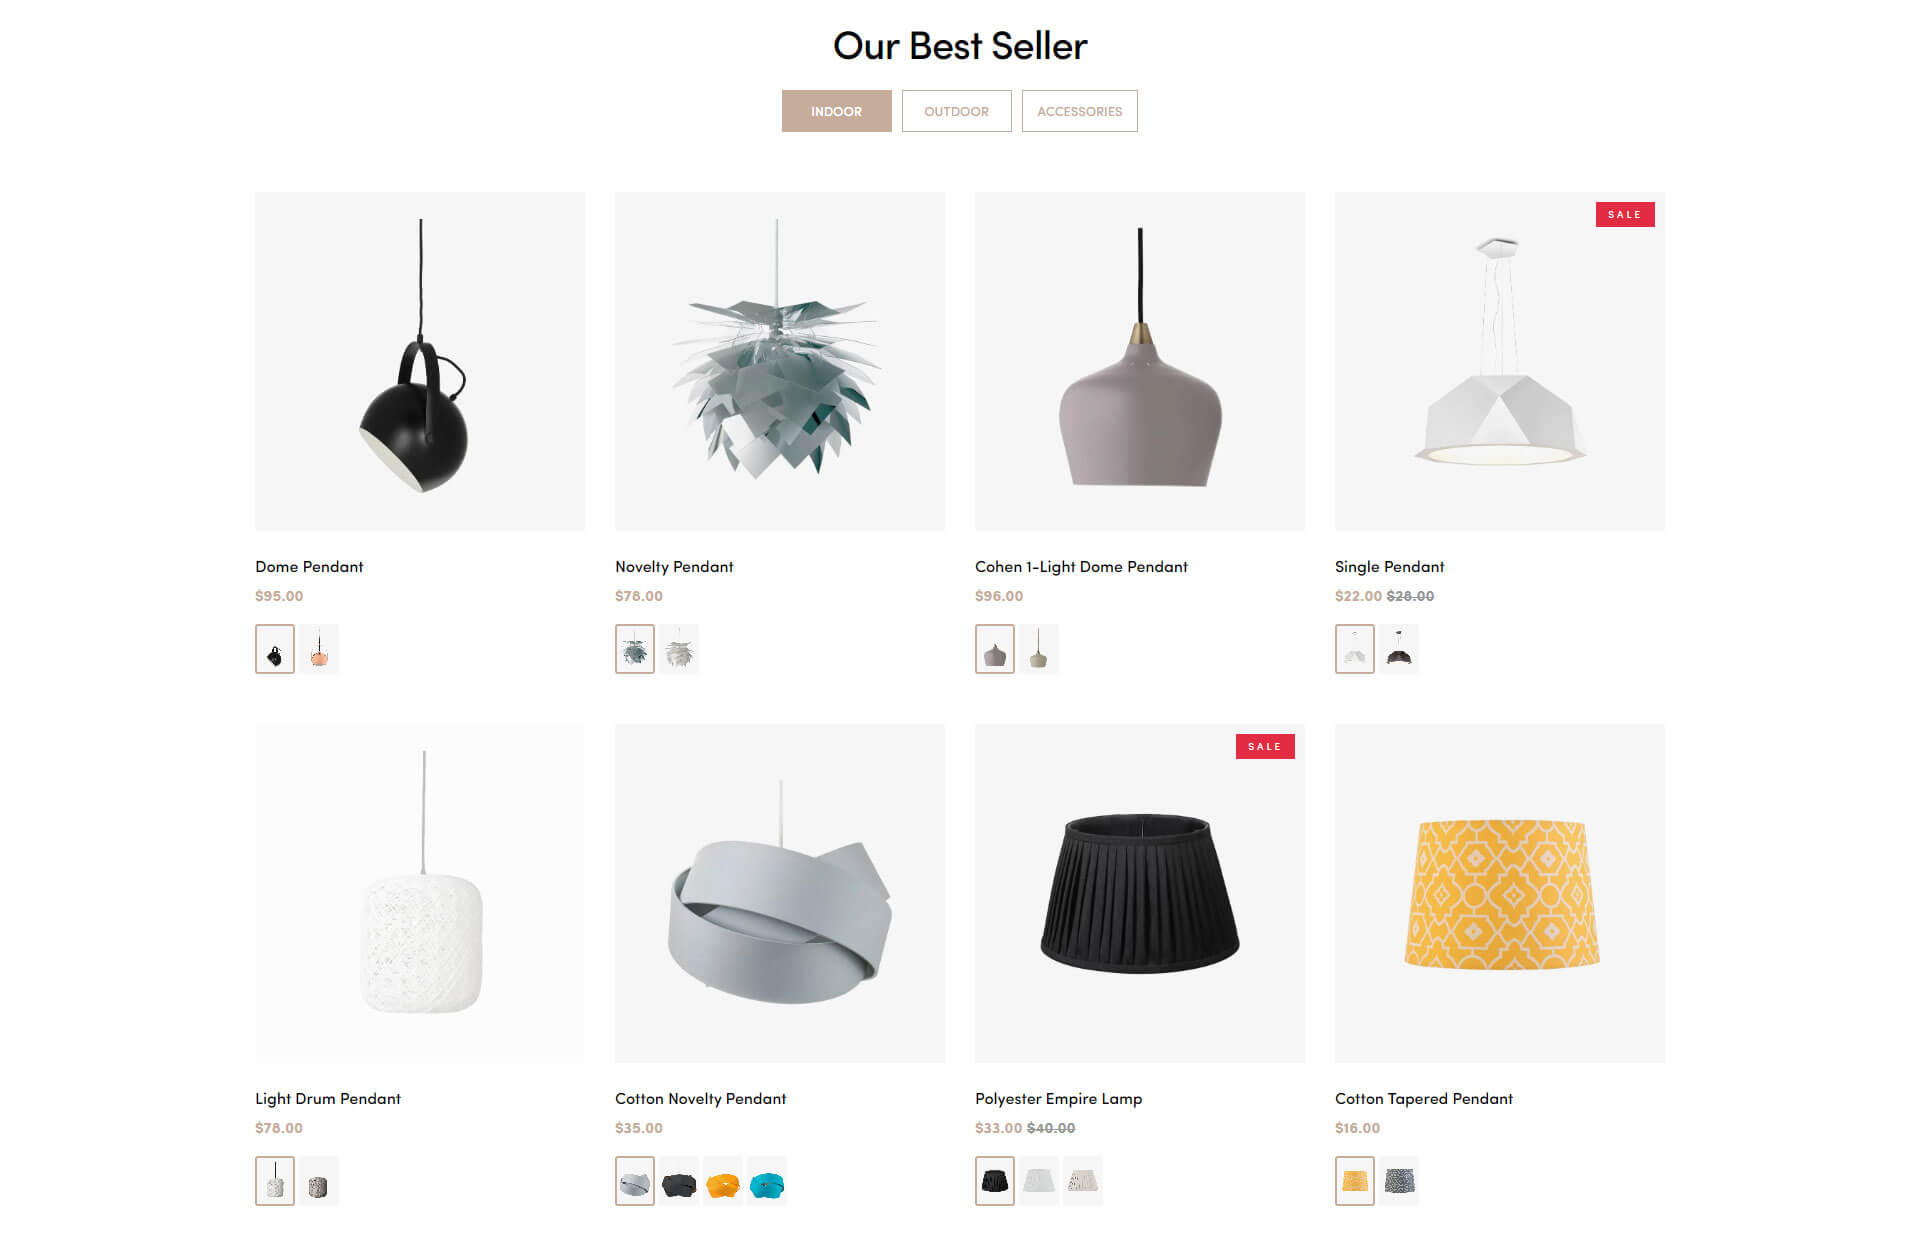 Our Best Seller
INDOOR OUTDOOR ACCESSORIES
SALE
Dome Pendant
$95.00
Novelty Pendant
$78.00
Cohen 1-Light Dome Pendant
$96.00
Single Pendant
$22.00 $28.00
SALE
Light Drum Pendant
$78.00
Cotton Novelty Pendant
$35.00
Polyester Empire Lamp
$33.00 $40.00
Cotton Tapered Pendant
$16.00